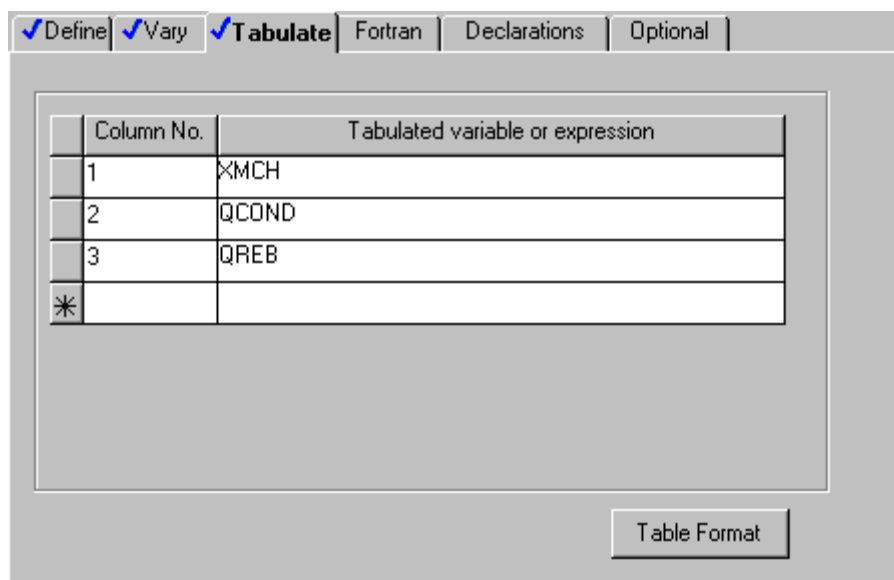 Define Vary Tabulate Fortran Declarations Optional
Column No. Tabulated variable or expression
1 XMCH
2 QCOND
3 QREB
Table Format